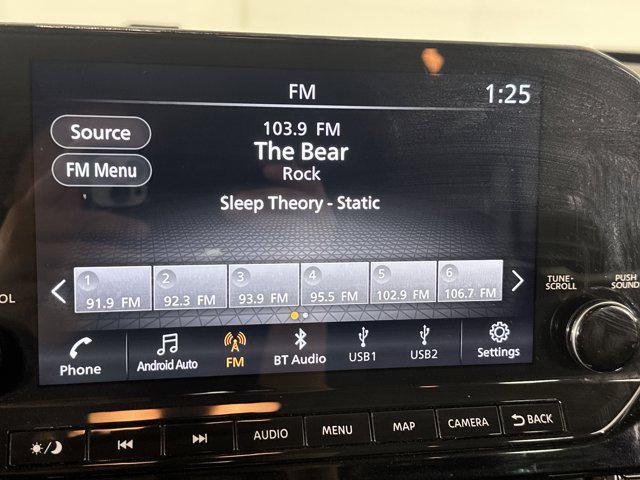 FM
1:25
Source
103.9 FM
The Bear
FM Menu
Rock
Sleep Theory - Static
1 2 3 4 5 6
91.9 FM 92.3 FM 93.9 FM 95.5 FM 102.9 FM 106.7 FM
Phone Android Auto FM BT Audio USB1 USB2 Settings
OL
TUNE·
SCROLL
PUSH
SOUND
AUDIO MENU MAP CAMERA BACK